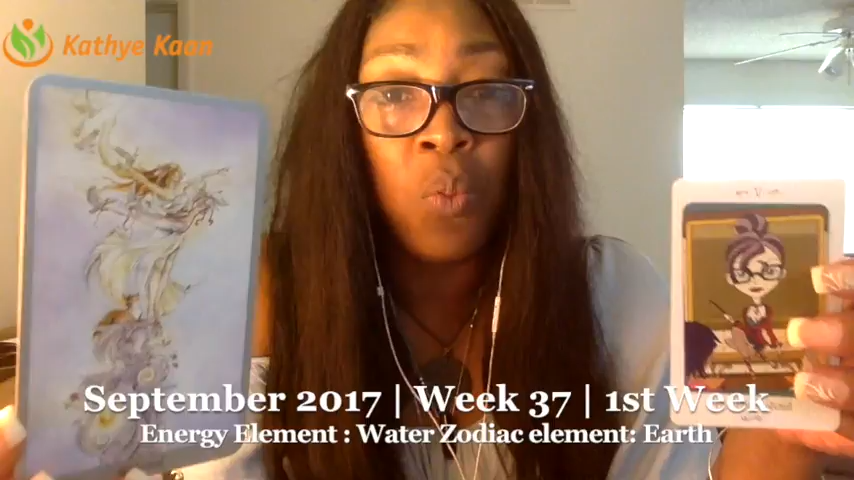 Kathye Kaan
V
September 2017 | Week 37 | 1st Week
Energy Element : Water Zodiac element: Earth